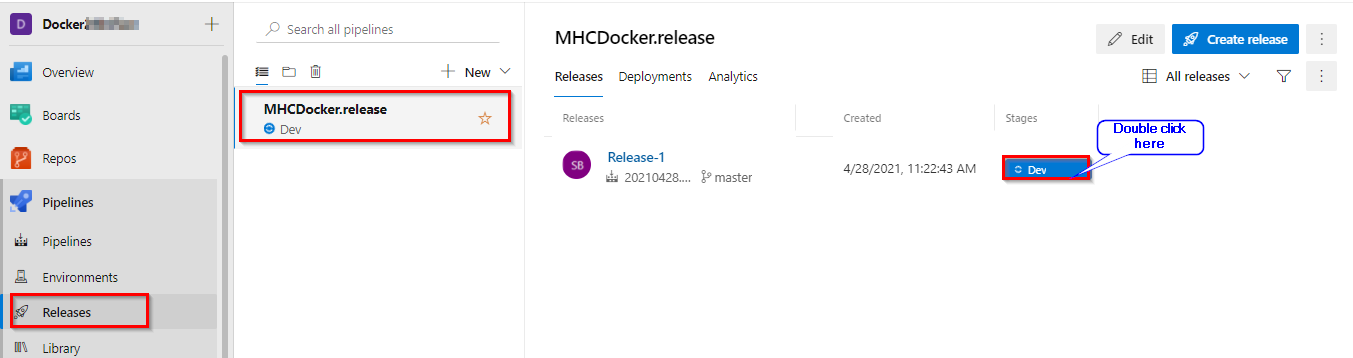 D
Docker
Overview
Boards
Repos
Pipelines
Pipelines
Environments
Releases
Library
Search all pipelines
New
MHCDocker.release
Dev
MHCDocker.release
Edit
Create release
Releases Deployments Analytics
All releases
Releases Created Stages
Double click
here
SB
Release-1
20210428.... master
4/28/2021, 11:22:43 AM
Dev